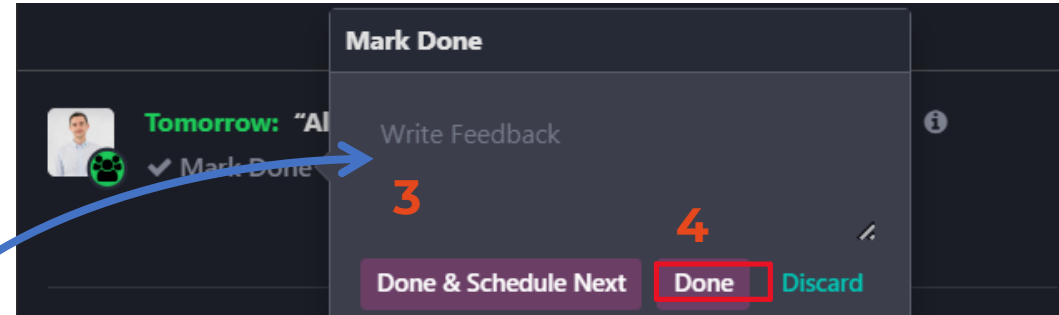 Mark Done
Tomorrow: "Al
Write Feedback
✔ Mark Done
3
4
Done & Schedule Next Done Discard